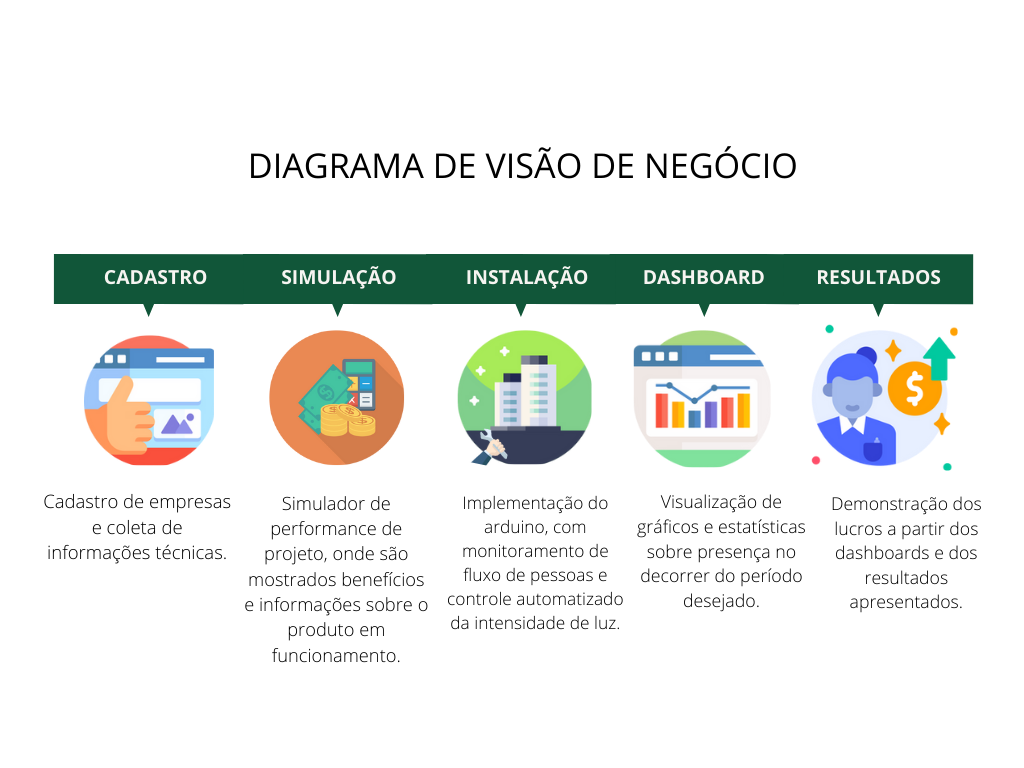 DIAGRAMA DE VISÃO DE NEGÓCIO
CADASTRO
SIMULAÇÃO
INSTALAÇÃO
DASHBOARD
RESULTADOS
Cadastro de empresas
e coleta de
informações técnicas.
Simulador de
performance de
projeto, onde são
mostrados benefícios
e informações sobre o
produto em
funcionamento.
Implementação do
arduino, com
monitoramento de
fluxo de pessoas e
controle automatizado
da intensidade de luz.
Visualização de
gráficos e estatísticas
sobre presença no
decorrer do período
desejado.
Demonstração dos
lucros a partir dos
dashboards e dos
resultados
apresentados.